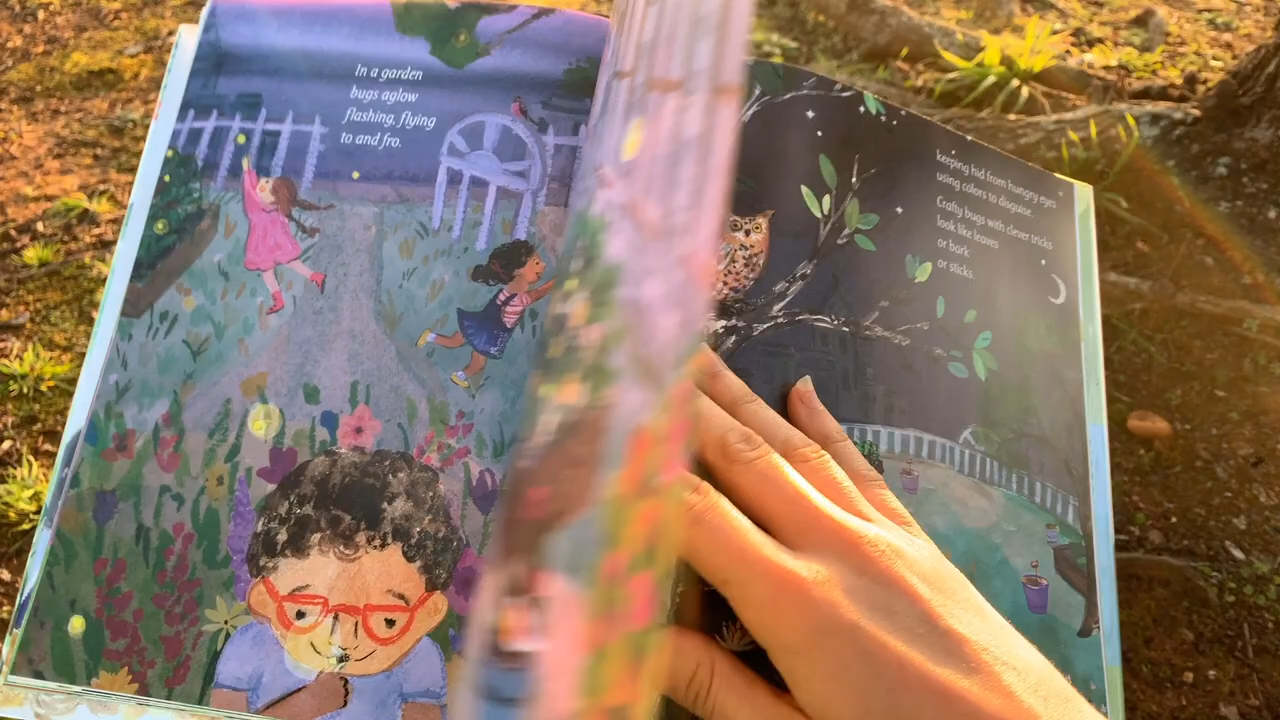 In a garden
bugs aglow
flashing, flying
to and fro.
keeping hid from hungry eyes
using colors to disguise.
Crafty bugs with clever tricks
look like leaves
or bark
or sticks.